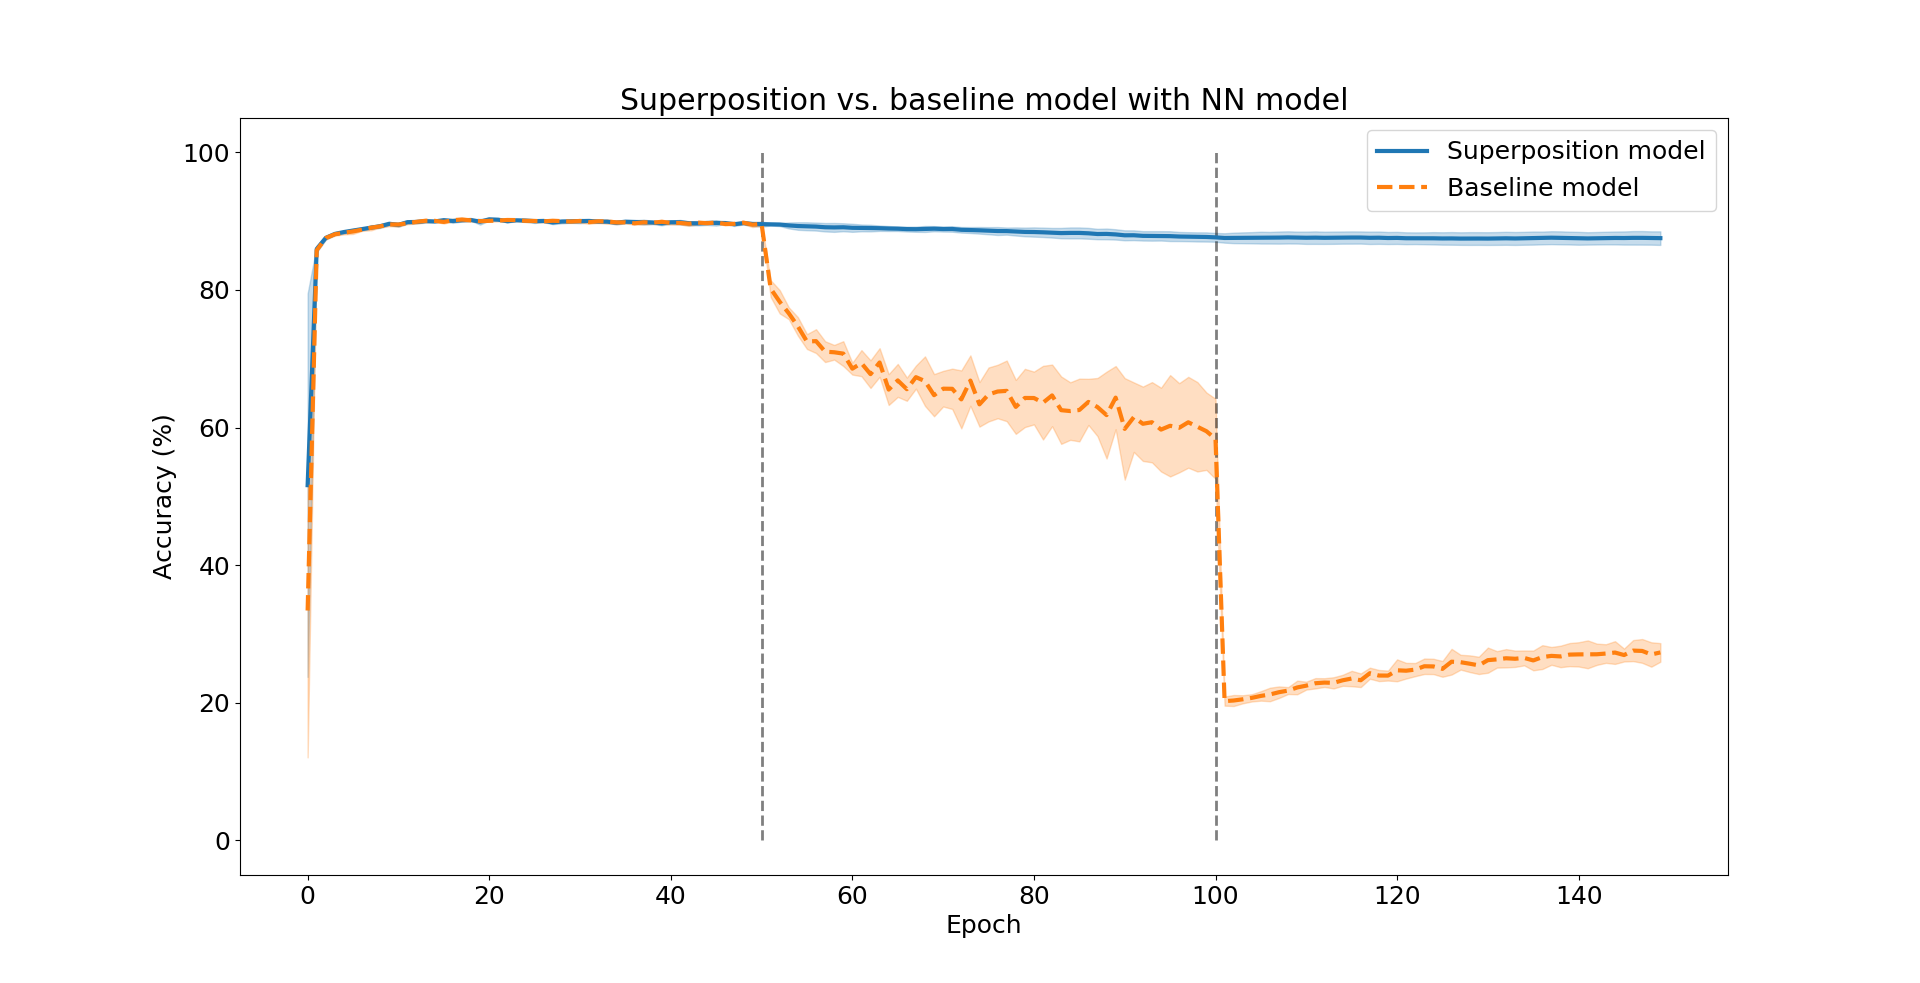 Superposition vs. baseline model with NN model
Superposition model
Baseline model
100
80
60
40
20
0
Accuracy (%)
0 20 40 60 80 100 120 140
Epoch